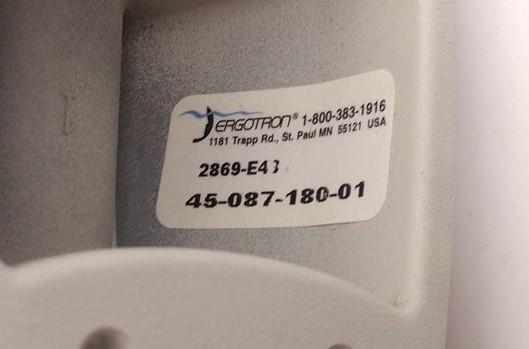 ERGOTRON® 1-800-383-1916
1181 Trapp Rd., St. Paul MN 55121 USA
45-087-180-01